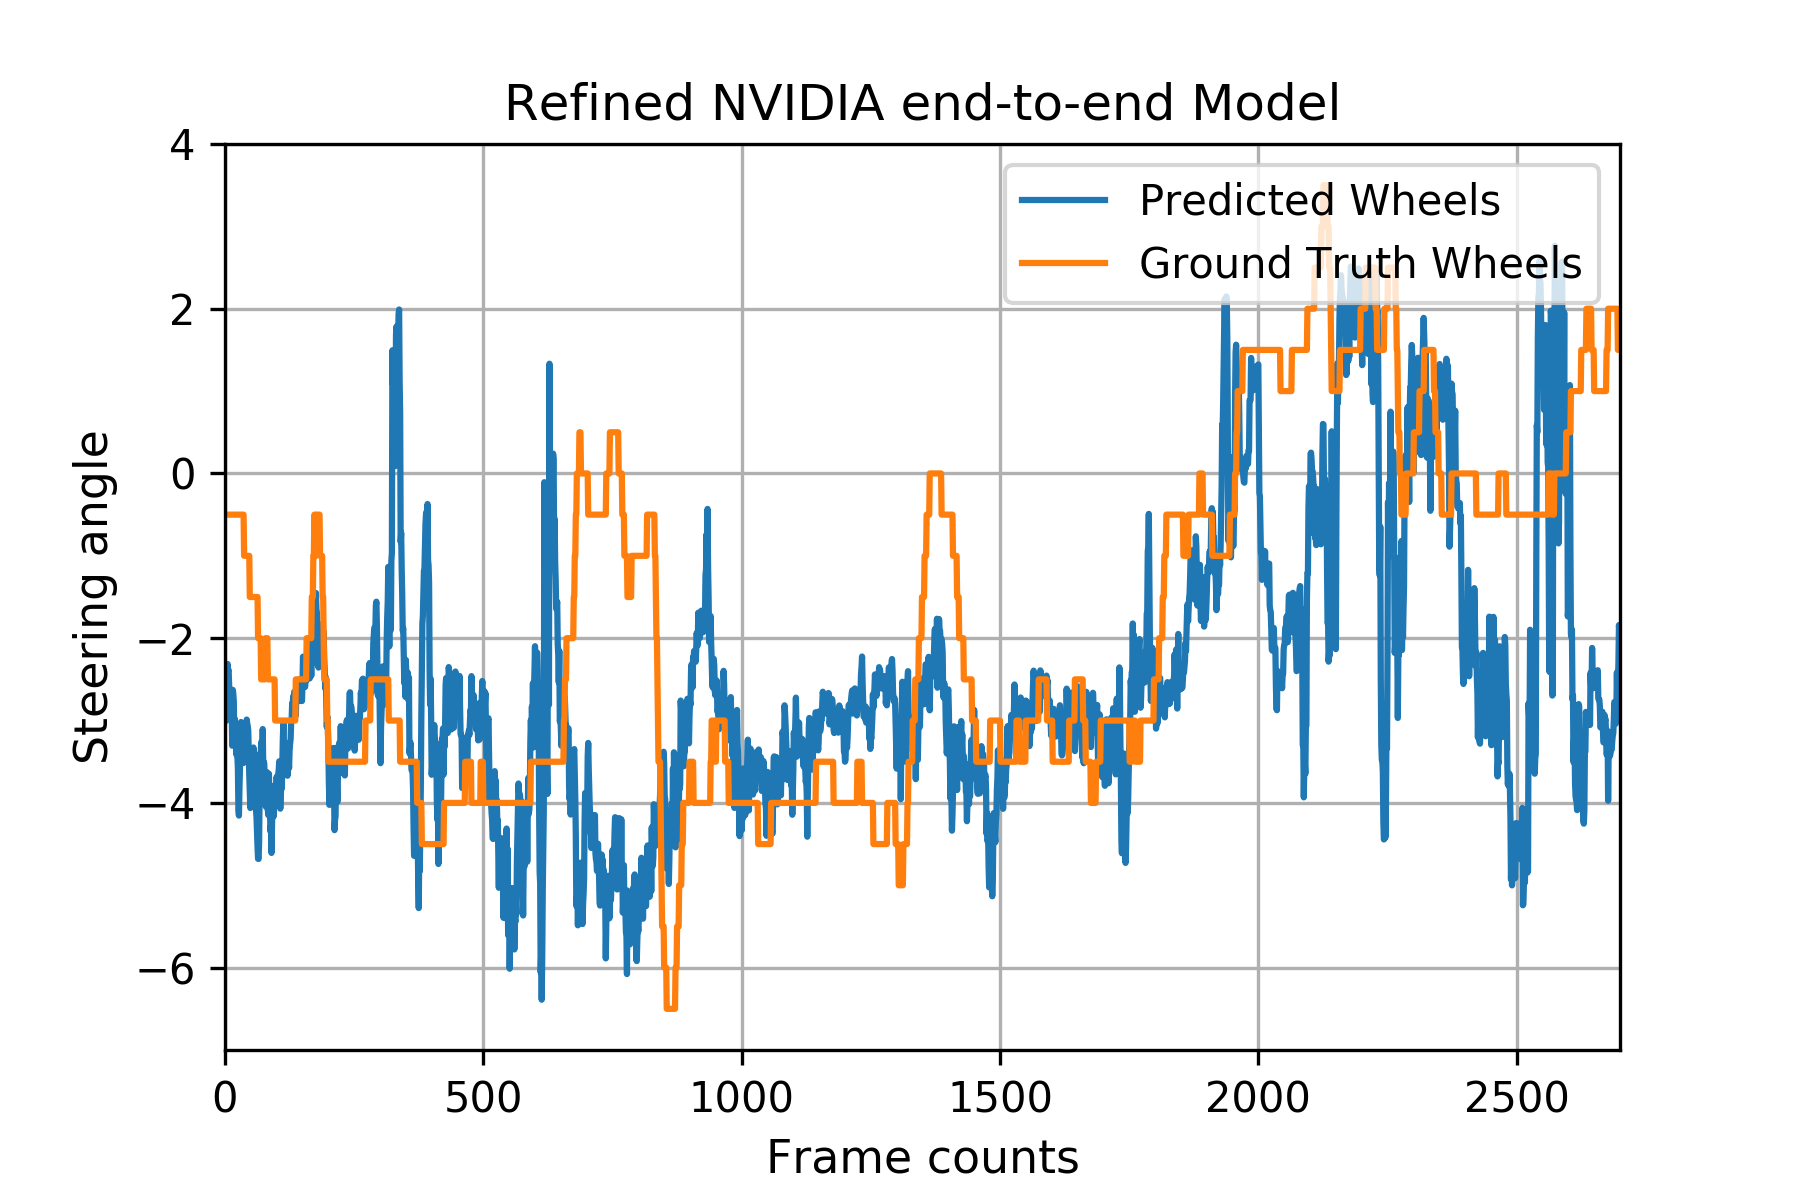 Refined NVIDIA end-to-end Model
Predicted Wheels
Ground Truth Wheels
Steering angle
4
2
0
−2
−4
−6
0 500 1000 1500 2000 2500
Frame counts